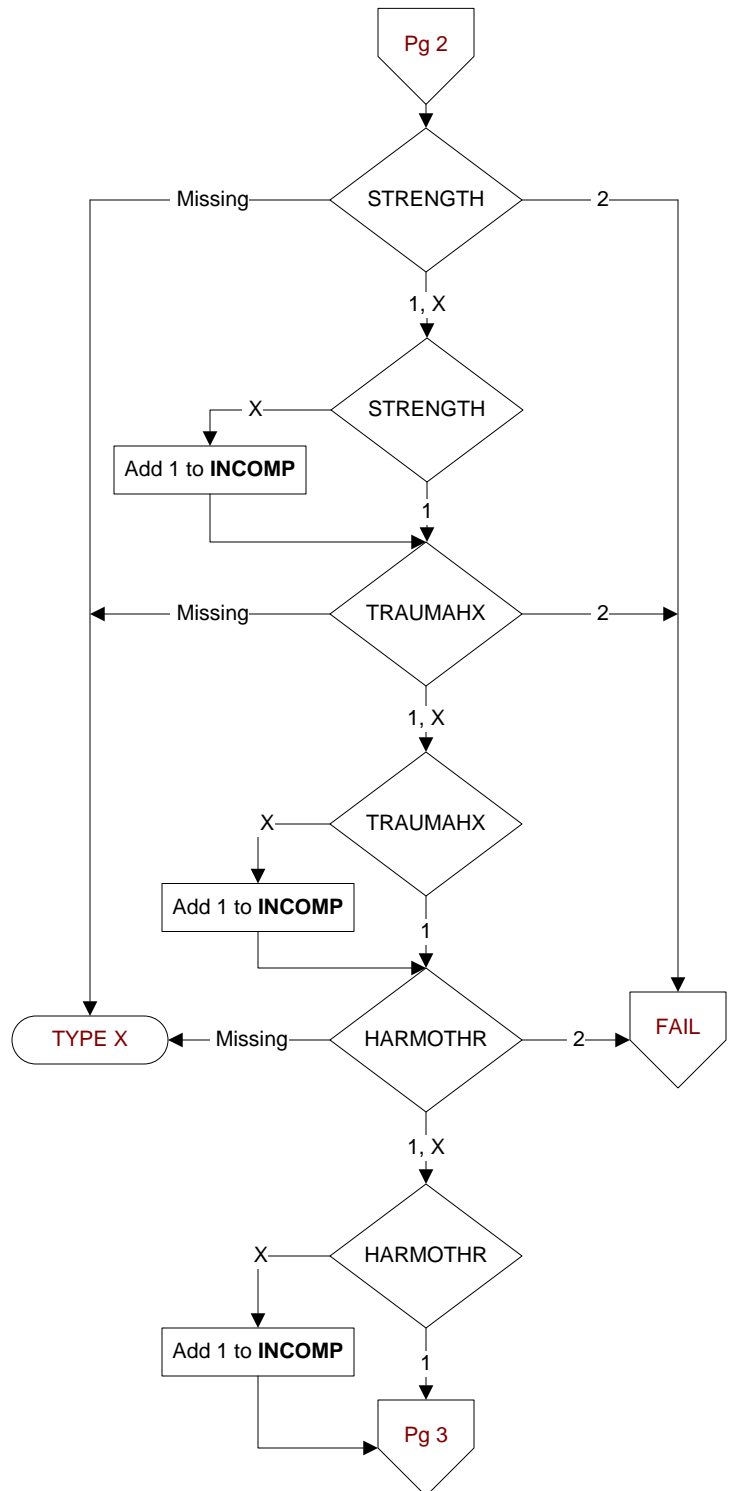 Pg 2
Missing
STRENGTH
2
1, X
X
STRENGTH
Add 1 to INCOMP
1
Missing
TRAUMAHX
2
1, X
X
TRAUMAHX
Add 1 to INCOMP
1
TYPE X
Missing
HARMOTHR
2
FAIL
1, X
X
HARMOTHR
Add 1 to INCOMP
1
Pg 3